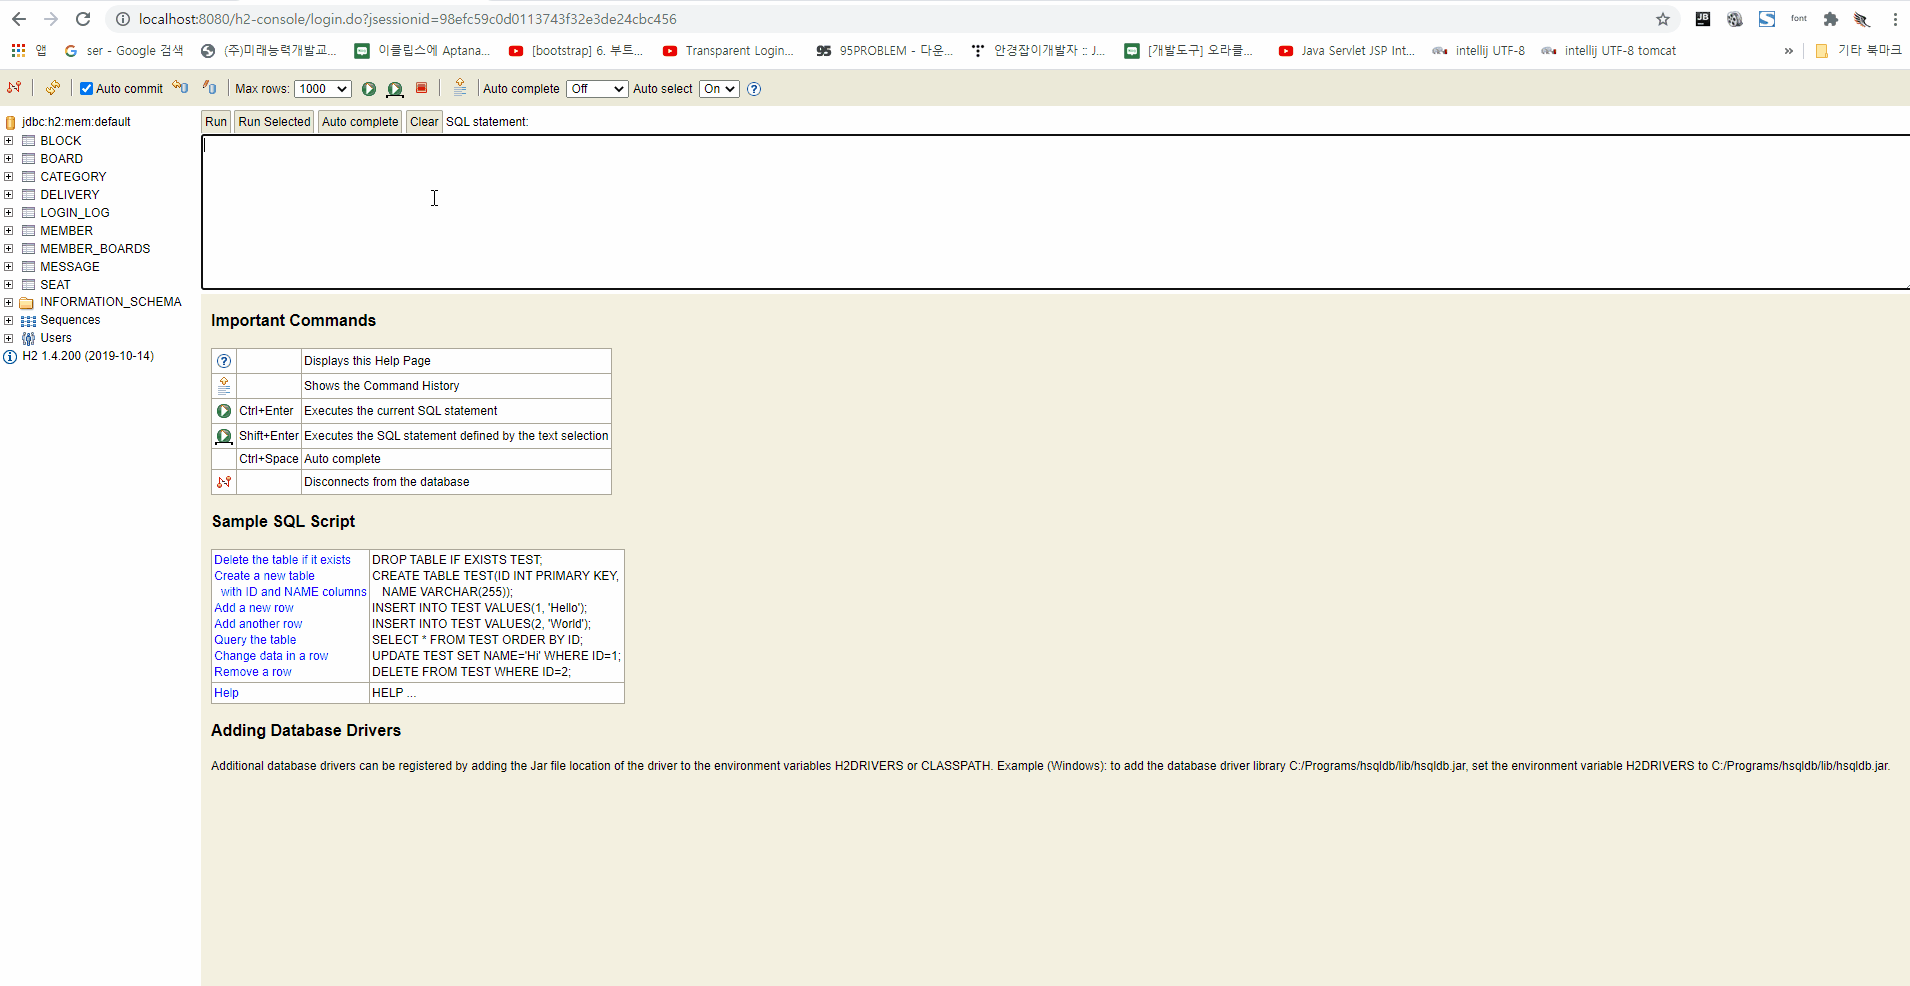 localhost:8080/h2-console/login.do?jsessionid=98efc59c0d0113743f32e3de24cbc456
JB
font
앱 ser - Google 검색 (주)미래능력개발교... 이클립스에 Aptana... [bootstrap] 6. 부트... Transparent Login... 95 95PROBLEM - 다운... 안경잡이개발자 :: J... [개발도구] 오라클... Java Servlet JSP Int... intellij UTF-8 intellij UTF-8 tomcat » 기타 북마크
Auto commit Max rows: 1000 Auto complete Off Auto select On
jdbc:h2:mem:default
BLOCK
BOARD
CATEGORY
DELIVERY
LOGIN_LOG
MEMBER
MEMBER_BOARDS
MESSAGE
SEAT
INFORMATION_SCHEMA
Sequences
Users
H2 1.4.200 (2019-10-14)
Run Run Selected Auto complete Clear SQL statement:
Important Commands
Displays this Help Page
Shows the Command History
Ctrl+Enter Executes the current SQL statement
Shift+Enter Executes the SQL statement defined by the text selection
Ctrl+Space Auto complete
Disconnects from the database
Sample SQL Script
Delete the table if it exists DROP TABLE IF EXISTS TEST;
Create a new table CREATE TABLE TEST(ID INT PRIMARY KEY,
with ID and NAME columns NAME VARCHAR(255));
Add a new row INSERT INTO TEST VALUES(1, 'Hello');
Add another row INSERT INTO TEST VALUES(2, 'World');
Query the table SELECT * FROM TEST ORDER BY ID;
Change data in a row UPDATE TEST SET NAME='Hi' WHERE ID=1;
Remove a row DELETE FROM TEST WHERE ID=2;
Help HELP ...
Adding Database Drivers
Additional database drivers can be registered by adding the Jar file location of the driver to the environment variables H2DRIVERS or CLASSPATH. Example (Windows): to add the database driver library C:/Programs/hsqldb/lib/hsqldb.jar, set the environment variable H2DRIVERS to C:/Programs/hsqldb/lib/hsqldb.jar.